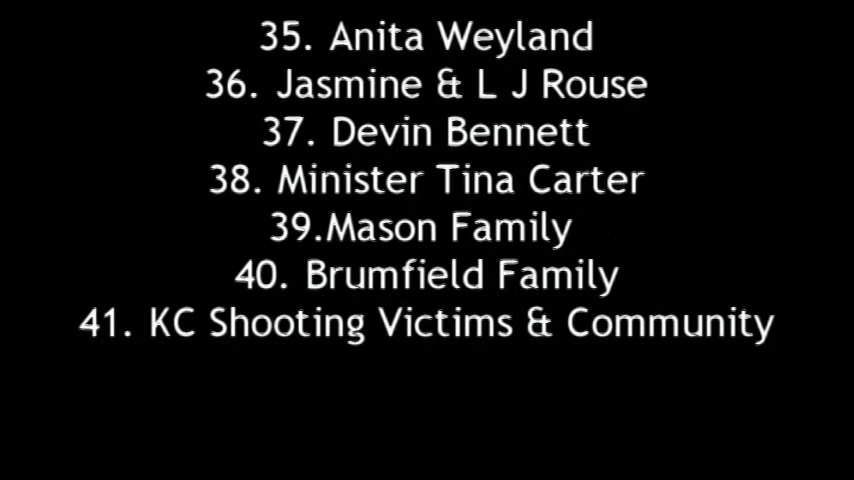 35. Anita Weyland
36. Jasmine & L J Rouse
37. Devin Bennett
38. Minister Tina Carter
39.Mason Family
40. Brumfield Family
41. KC Shooting Victims & Community